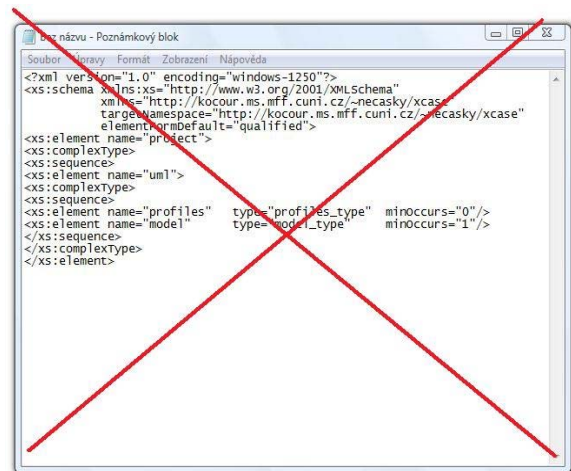 Bez názvu - Poznámkový blok
Soubor Úpravy Formát Zobrazení Nápověda
<?xml version="1.0" encoding="windows-1250"?>
<xs:schema xmlns:xs="http://www.w3.org/2001/XMLSchema"
xmlns="http://kocour.ms.mff.cuni.cz/~necasky/xcase"
targetNamespace="http://kocour.ms.mff.cuni.cz/~necasky/xcase"
elementFormDefault="qualified">
<xs:element name="project">
<xs:complexType>
<xs:sequence>
<xs:element name="uml">
<xs:complexType>
<xs:sequence>
<xs:element name="profiles" type="profiles_type" minOccurs="0"/>
<xs:element name="model" type="model_type" minOccurs="1"/>
</xs:sequence>
</xs:complexType>
</xs:element>